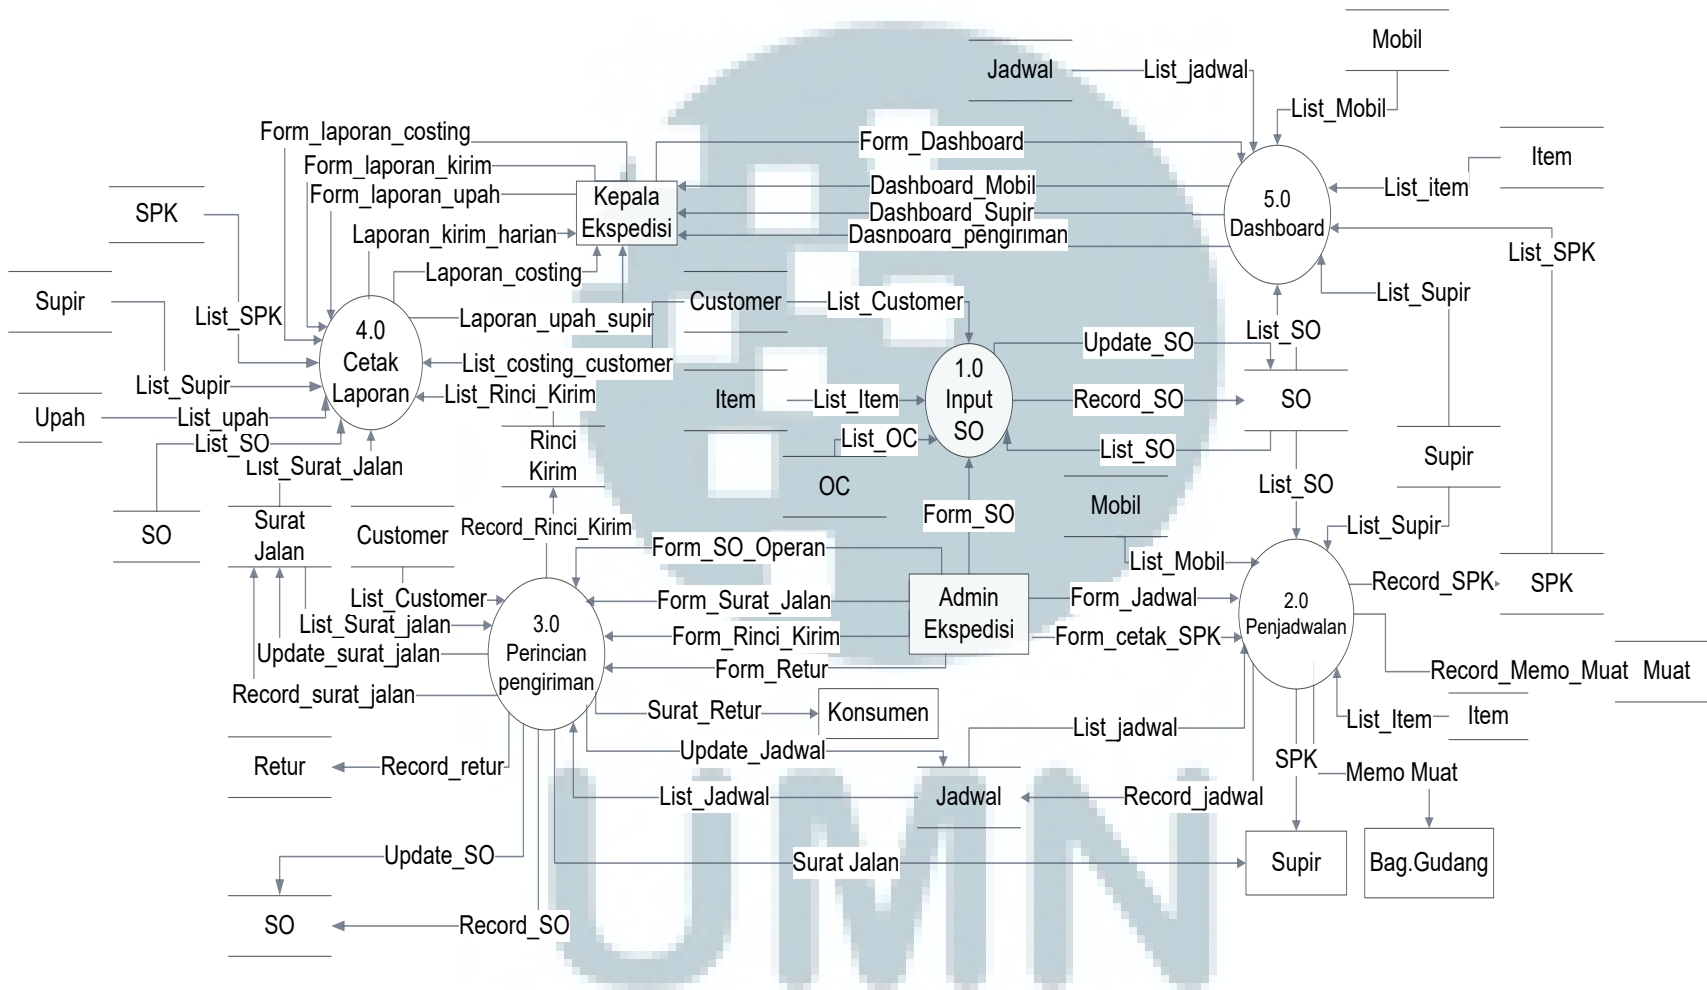 Mobil
Jadwal
List_jadwal
List_Mobil
Form_laporan_costing
Form_Dashboard
Item
Form_laporan_kirim
List_item
Form_laporan_upah
Kepala
Ekspedisi
Dashboard_Mobil
Dashboard_Supir
Dashboard_pengiriman
5.0
Dashboard
SPK
Laporan_kirim_harian
List_SPK
Laporan_costing
Supir
Customer
List_Customer
List_Supir
List_SPK
4.0
Cetak
Laporan
Laporan_upah_supir
List_SO
Update_SO
List_costing_customer
List_Supir
List_Rinci_Kirim
1.0
Input
SO
Item
List_Item
Record_SO
SO
Upah
List_upah
List_SO
List_OC
List_SO
Rinci
Kirim
List_Surat_Jalan
Supir
OC
List_SO
Mobil
SO
Surat
Jalan
Customer
Record_Rinci_Kirim
Form_SO
List_Supir
Form_SO_Operan
List_Mobil
List_Customer
Form_Surat_Jalan
Admin
Ekspedisi
Form_Jadwal
2.0
Penjadwalan
Record_SPK
SPK
List_Surat_jalan
3.0
Perincian
pengiriman
Form_Rinci_Kirim
Form_cetak_SPK
Update_surat_jalan
Form_Retur
Record_Memo_Muat
Muat
Record_surat_jalan
Surat_Retur
Konsumen
List_jadwal
List_Item
Item
Update_Jadwal
SPK
Memo Muat
Retur
Record_retur
List_Jadwal
Jadwal
Record_jadwal
Update_SO
Surat Jalan
Supir
Bag.Gudang
SO
Record_SO
UMN